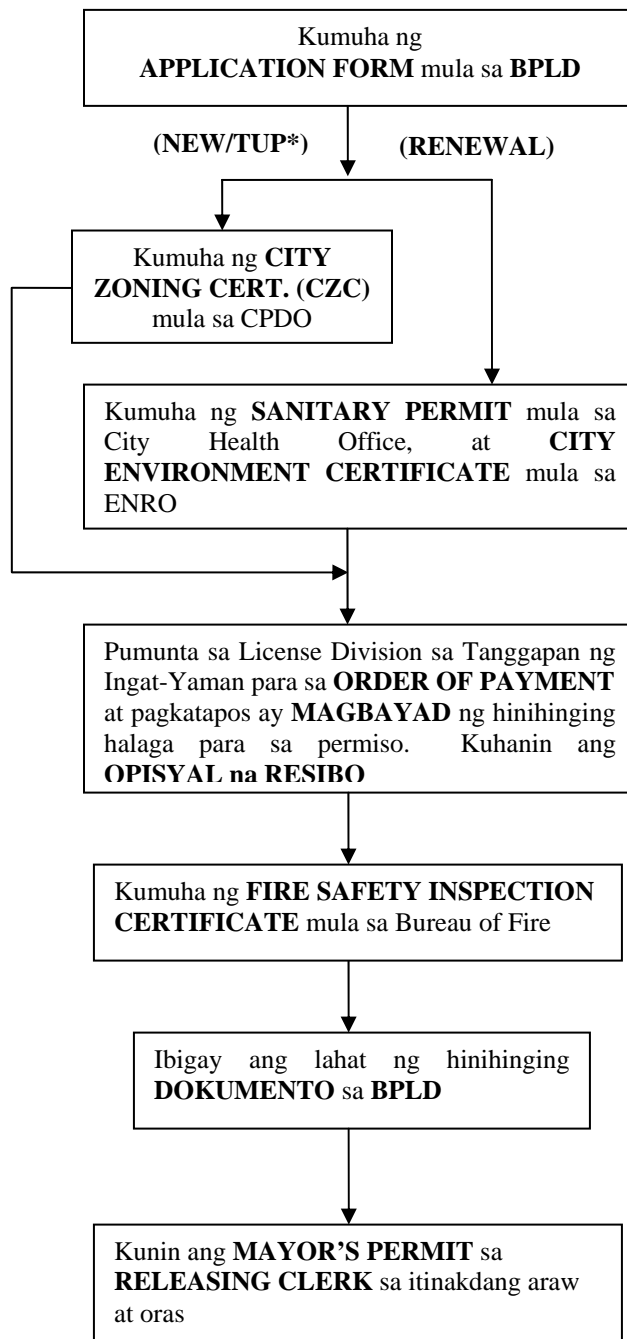 Kumuha ng
APPLICATION FORM mula sa BPLD
(NEW/TUP*)
(RENEWAL)
Kumuha ng CITY
ZONING CERT. (CZC)
mula sa CPDO
Kumuha ng SANITARY PERMIT mula sa
City Health Office, at CITY
ENVIRONMENT CERTIFICATE mula sa
ENRO
Pumunta sa License Division sa Tanggapan ng
Ingat-Yaman para sa ORDER OF PAYMENT
at pagkatapos ay MAGBAYAD ng hinihinging
halaga para sa permiso. Kuhanin ang
OPISYAL na RESIBO
Kumuha ng FIRE SAFETY INSPECTION
CERTIFICATE mula sa Bureau of Fire
Ibigay ang lahat ng hinihinging
DOKUMENTO sa BPLD
Kunin ang MAYOR’S PERMIT sa
RELEASING CLERK sa itinakdang araw
at oras